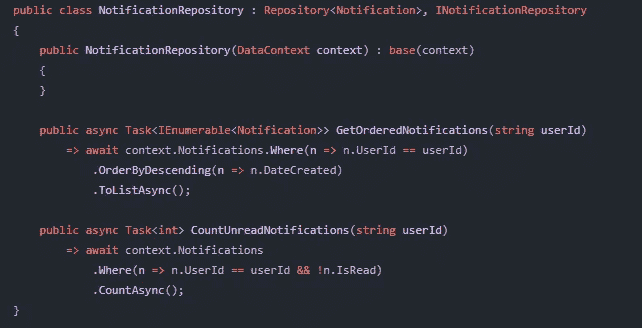 public class NotificationRepository : Repository<Notification>, INotificationRepository
{
    public NotificationRepository(DataContext context) : base(context)
    {
    }

    public async Task<IEnumerable<Notification>> GetOrderedNotifications(string userId)
        => await context.Notifications.Where(n => n.UserId == userId)
            .OrderByDescending(n => n.DateCreated)
            .ToListAsync();

    public async Task<int> CountUnreadNotifications(string userId)
        => await context.Notifications
            .Where(n => n.UserId == userId && !n.IsRead)
            .CountAsync();
}